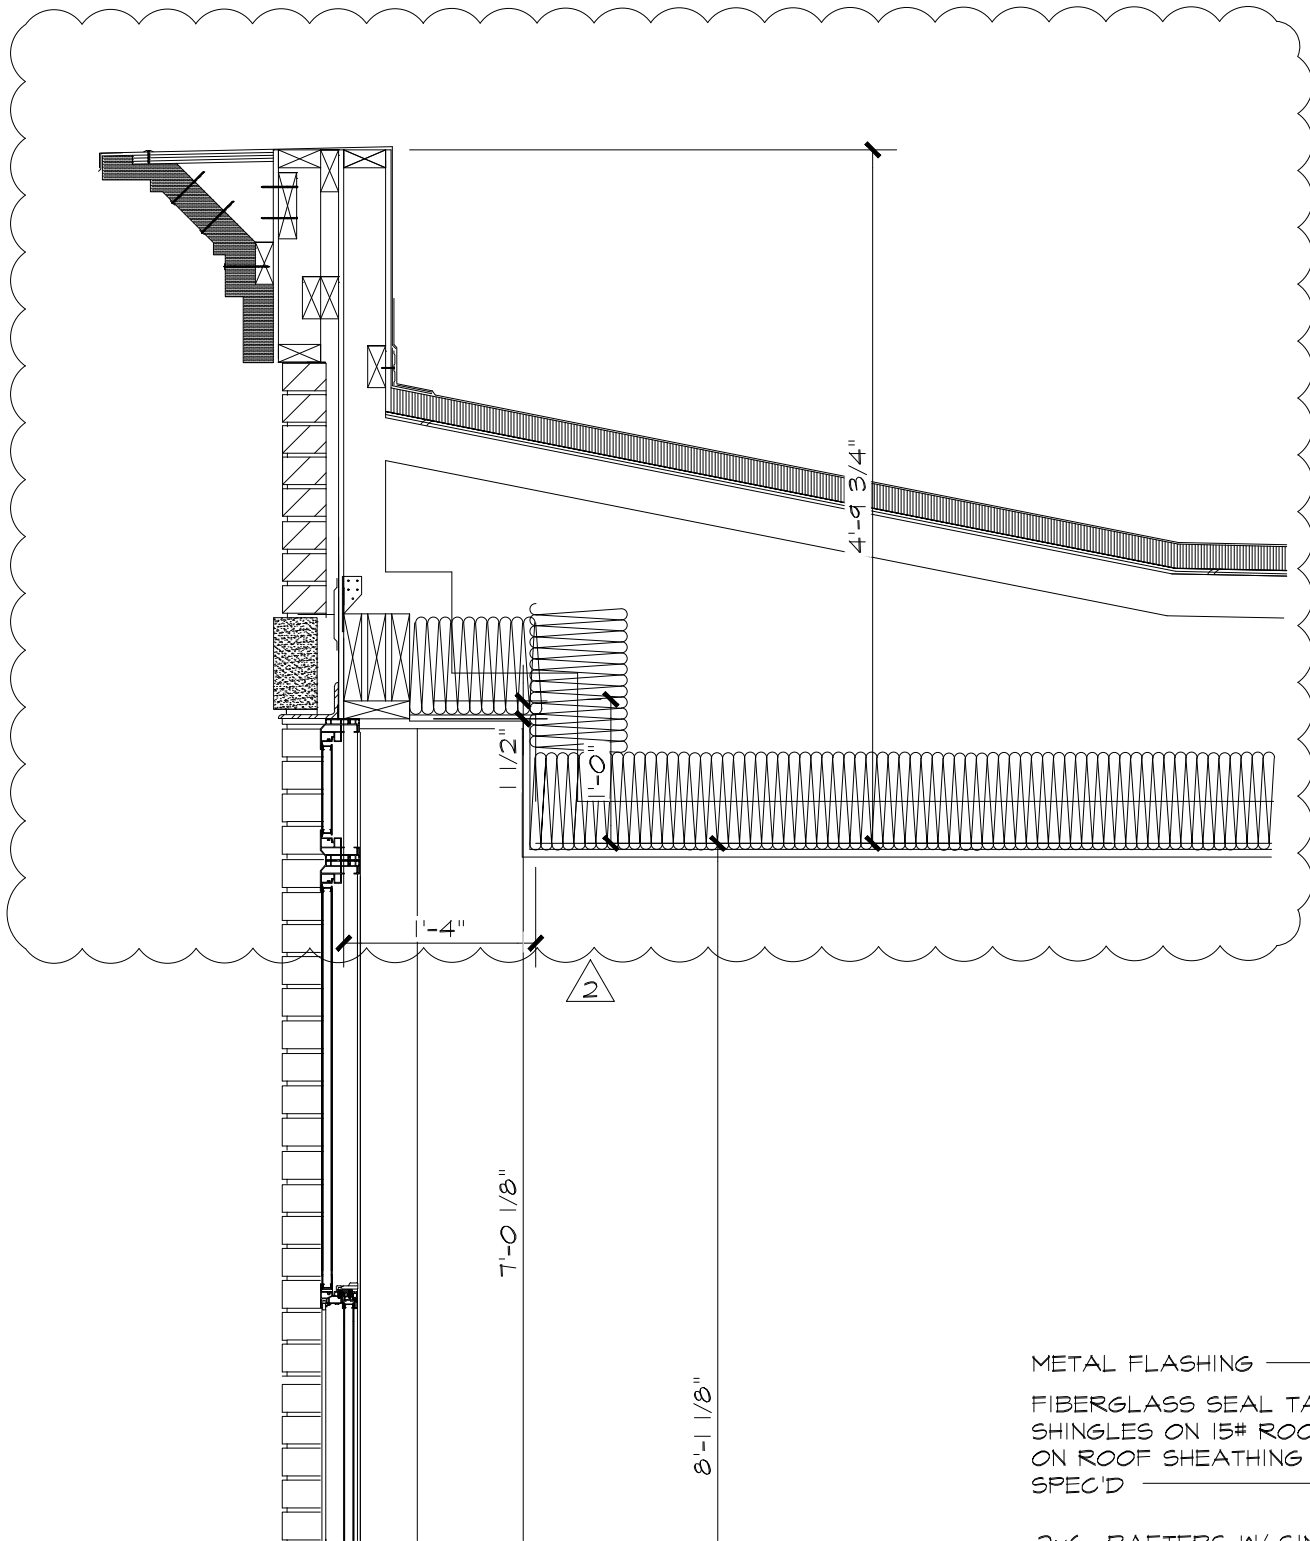 4'-9 3/4"
1 1/2"
1'-0"
1'-4"
2
7'-0 1/8"
8'-1 1/8"
METAL FLASHING
FIBERGLASS SEAL TA
SHINGLES ON 15# ROO
ON ROOF SHEATHING
SPEC'D
RAFTERS W/